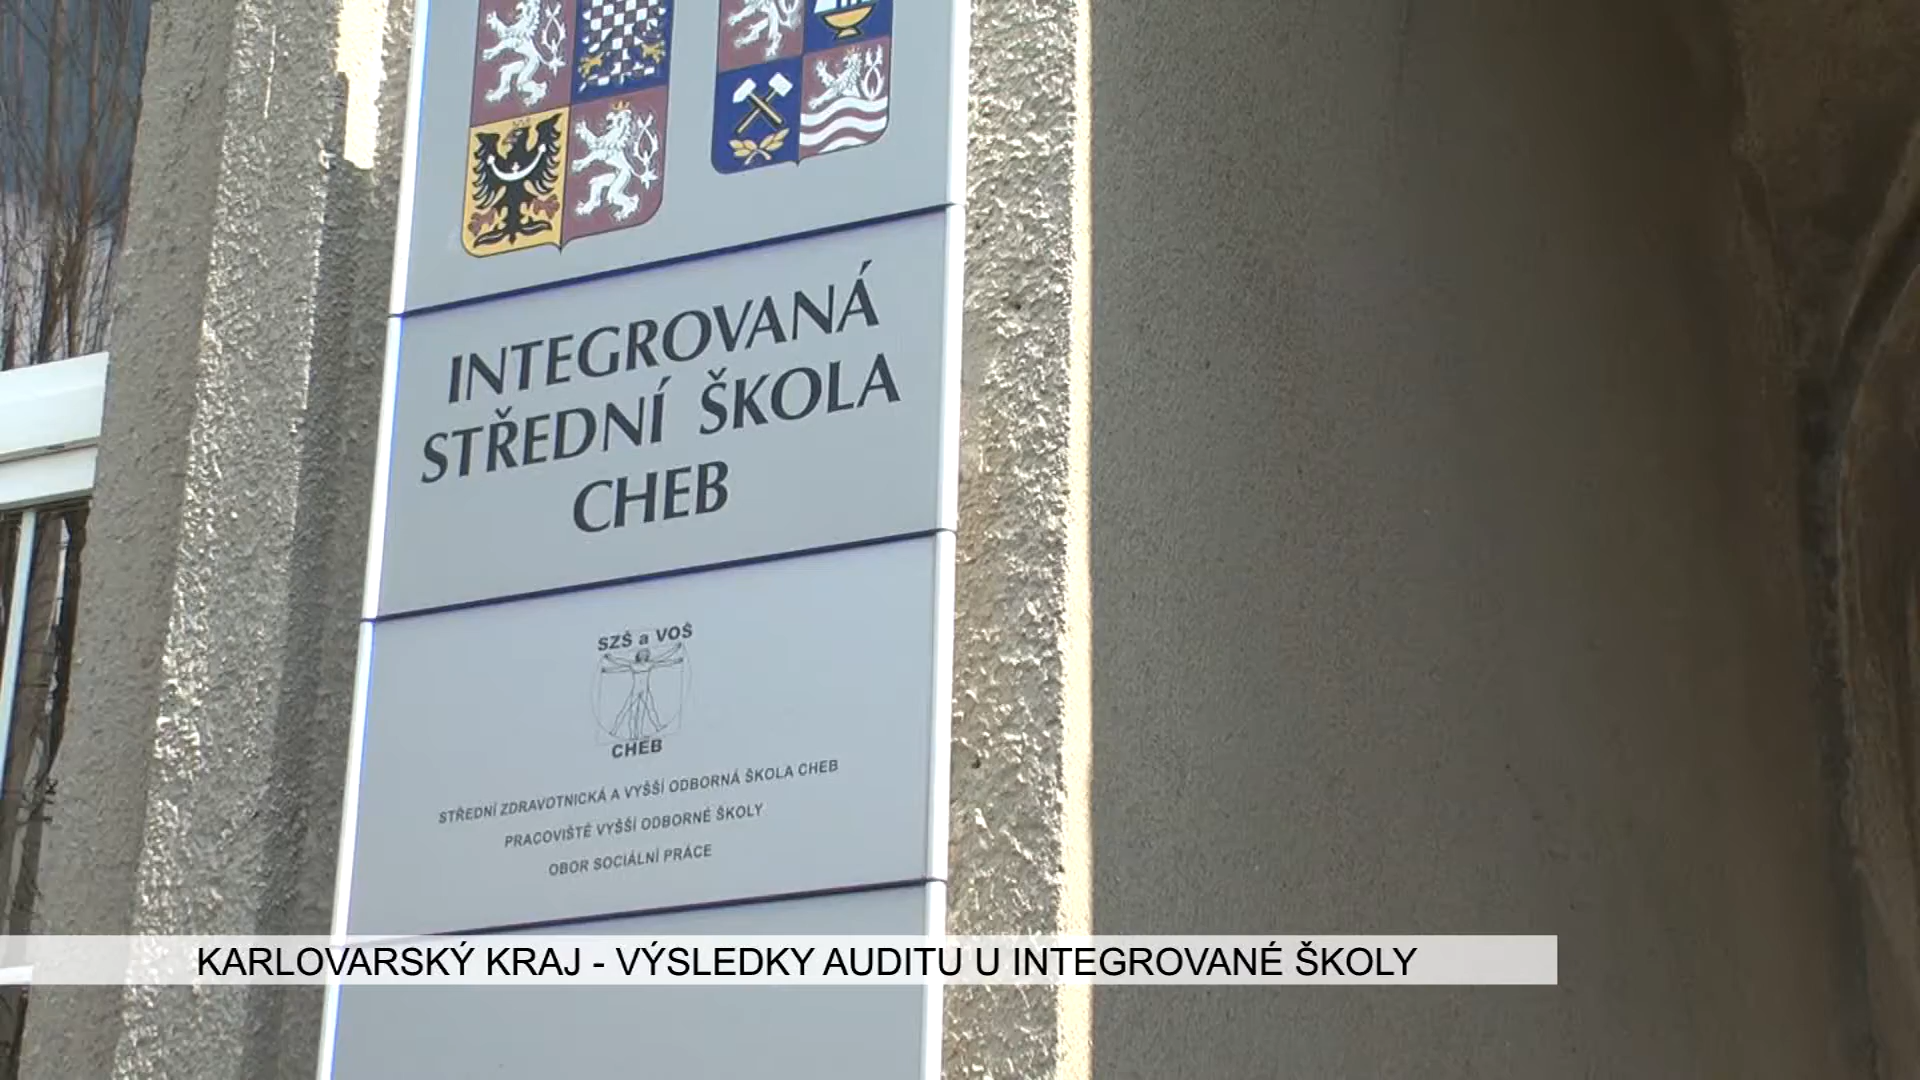 INTEGROVANÁ
STŘEDNÍ ŠKOLA
CHEB
SZŠ a VOŠ
CHEB
STŘEDNÍ ZDRAVOTNICKÁ A VYŠŠÍ ODBORNÁ ŠKOLA CHEB
PRACOVIŠTĚ VYŠŠÍ ODBORNÉ ŠKOLY
OBOR SOCIÁLNÍ PRÁCE
KARLOVARSKÝ KRAJ - VÝSLEDKY AUDITU U INTEGROVANÉ ŠKOLY